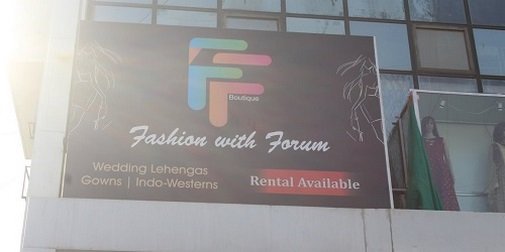 FF
Boutique
Fashion with Forum
Wedding Lehengas
Gowns | Indo-Westerns
Rental Available